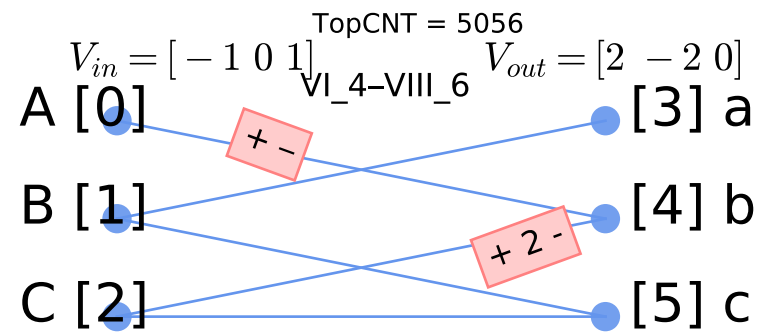 TopCNT = 5056
V_in = [ − 1 0 1] V_out = [2 − 2 0]
VI_4–VIII_6
A [0] [3] a
+ −
B [1] [4] b
+ 2 -
C [2] [5] c